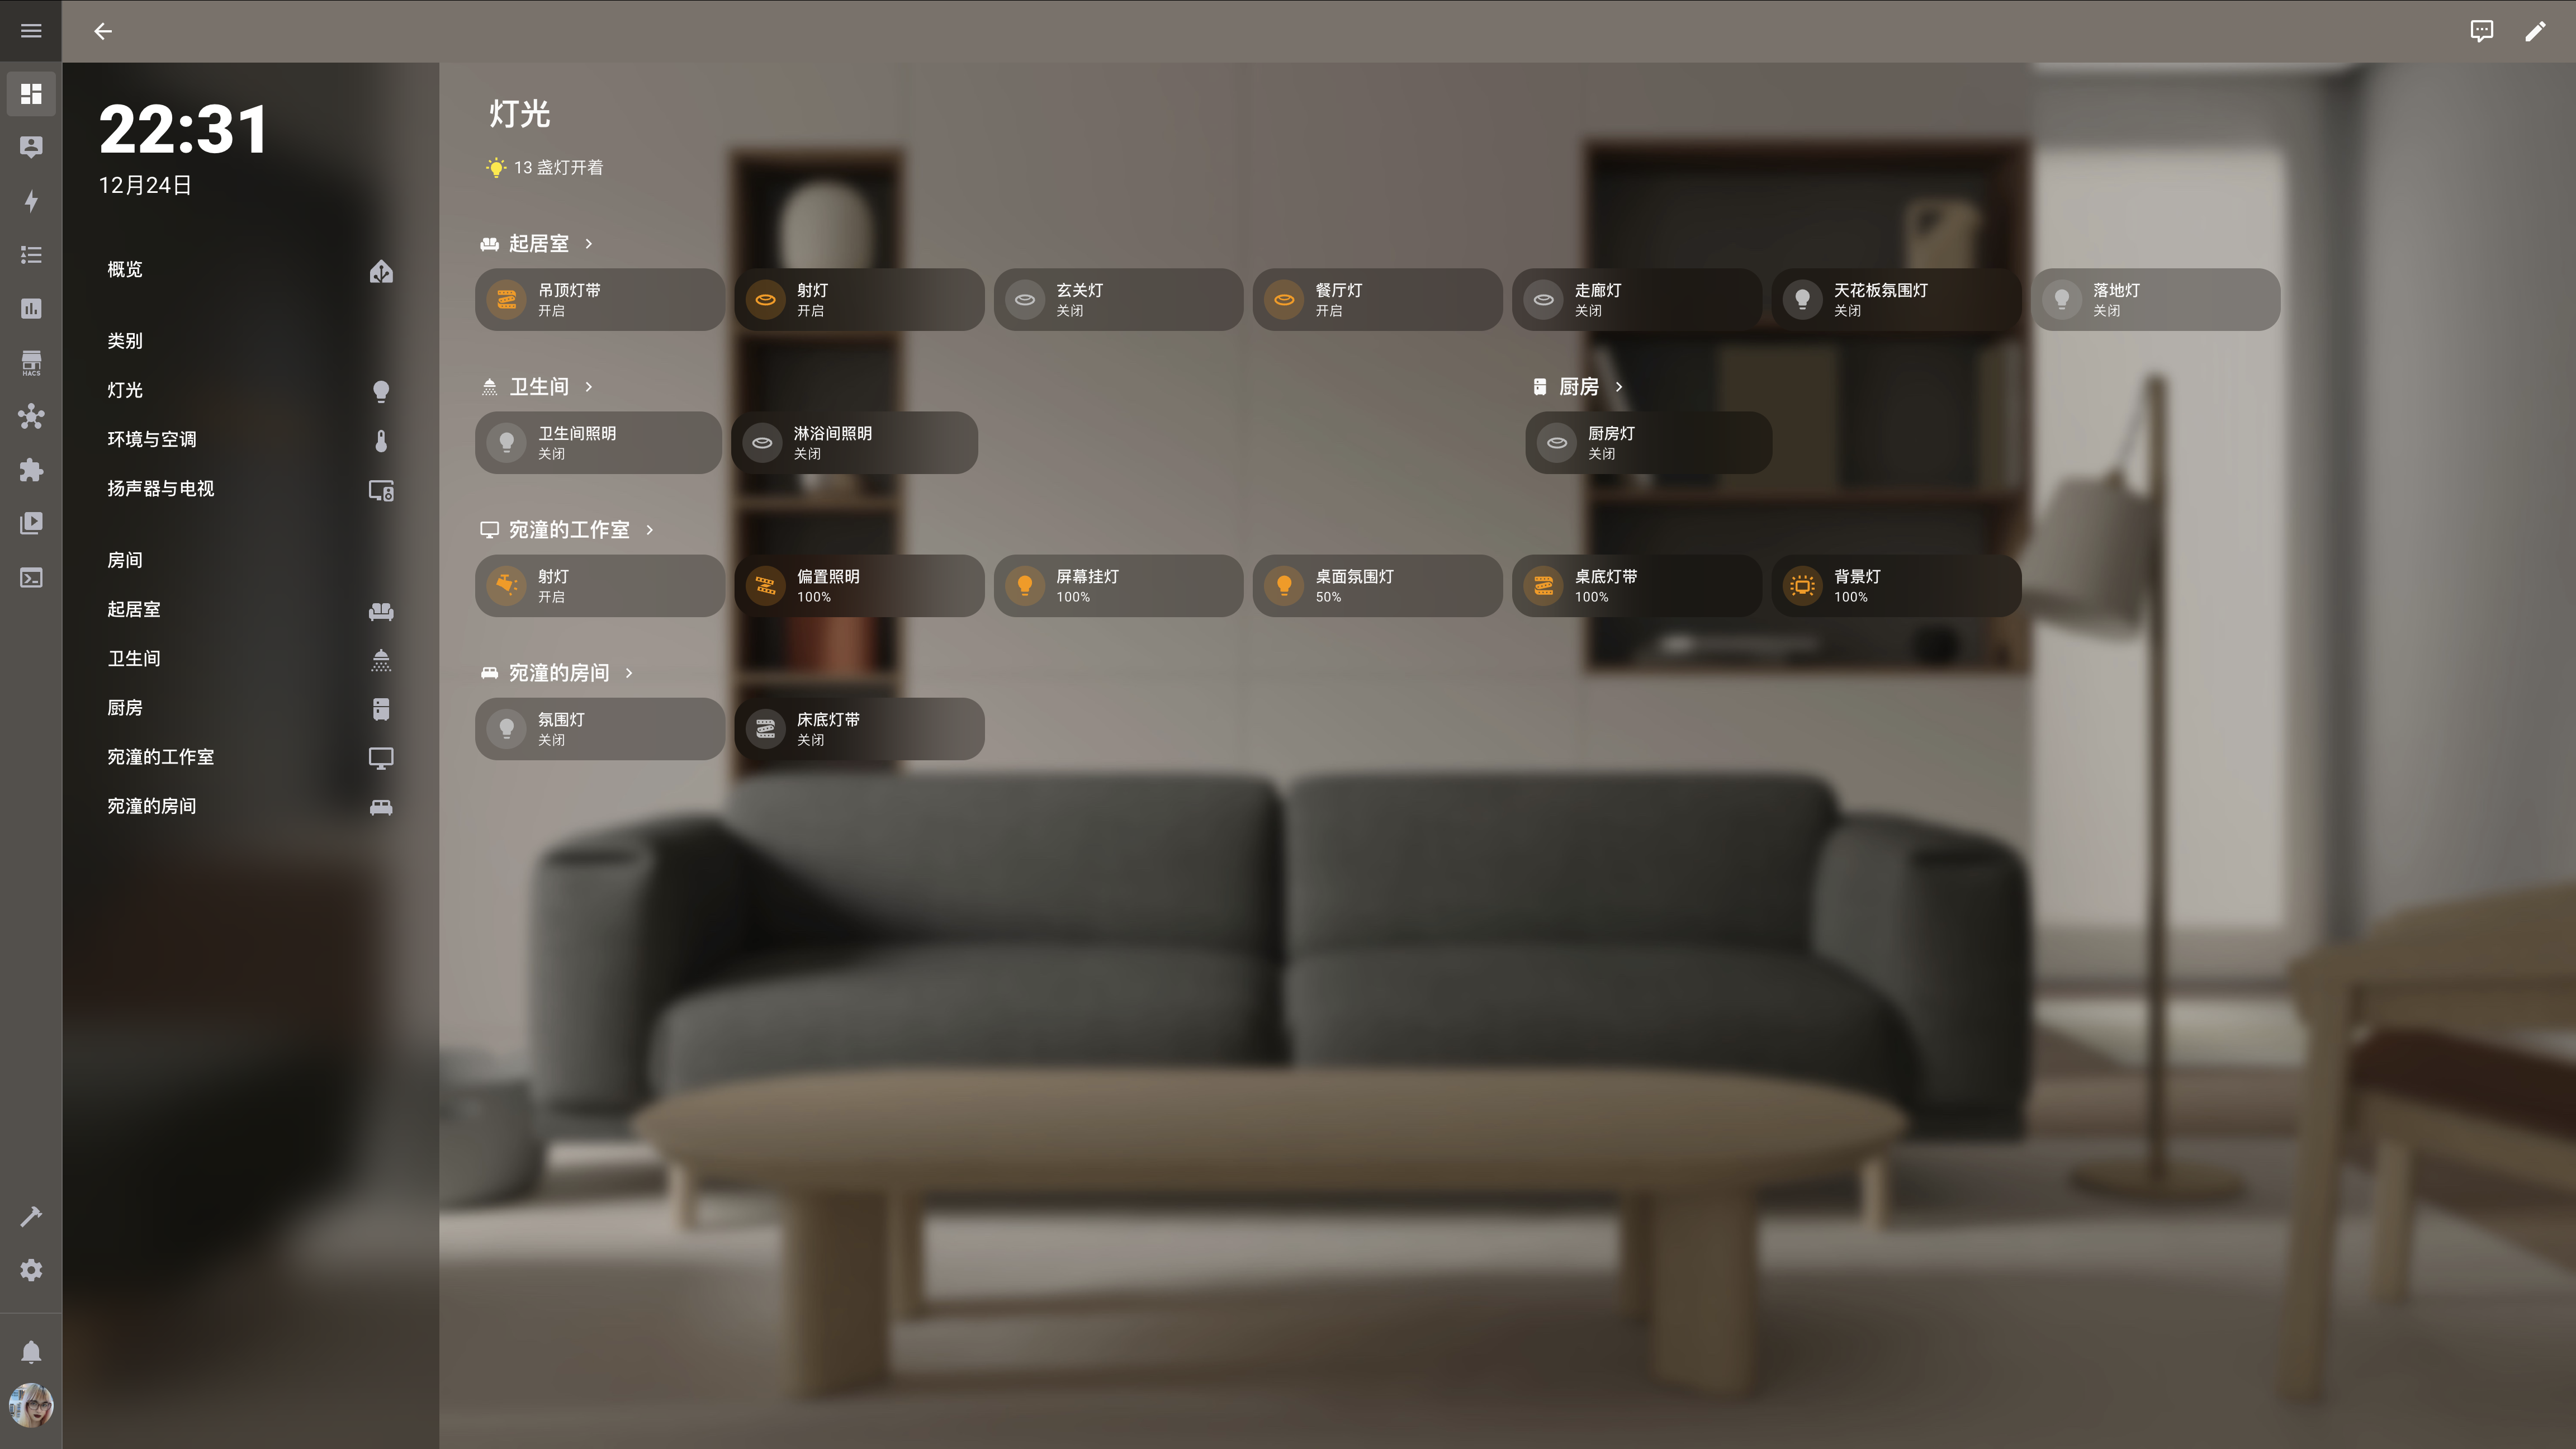 HACS
22:31
12月24日
概览
类别
灯光
环境与空调
扬声器与电视
房间
起居室
卫生间
厨房
宛潼的工作室
宛潼的房间
灯光
13 盏灯开着
起居室
吊顶灯带
开启
射灯
开启
玄关灯
关闭
餐厅灯
开启
走廊灯
关闭
天花板氛围灯
关闭
落地灯
关闭
卫生间
卫生间照明
关闭
淋浴间照明
关闭
厨房
厨房灯
关闭
宛潼的工作室
射灯
开启
偏置照明
100%
屏幕挂灯
100%
桌面氛围灯
50%
桌底灯带
100%
背景灯
100%
宛潼的房间
氛围灯
关闭
床底灯带
关闭